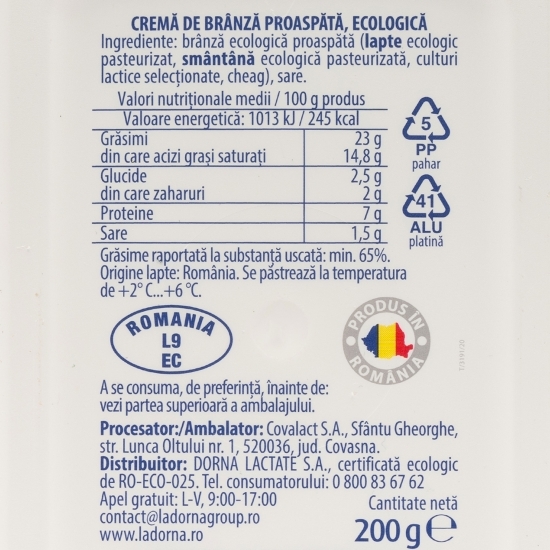 CREMĂ DE BRÂNZĂ PROASPĂTĂ, ECOLOGICĂ
Ingrediente: brânză ecologică proaspătă (lapte ecologic
pasteurizat, smântână ecologică pasteurizată, culturi
lactice selecționate, cheag), sare.
Valori nutriționale medii / 100 g produs
Valoare energetică: 1013 kJ / 245 kcal
Grăsimi 23 g
din care acizi grași saturați 14,8 g
Glucide 2,5 g
din care zaharuri 2 g
Proteine 7 g
Sare 1,5 g
5
PP
pahar
41
ALU
platină
Grăsime raportată la substanță uscată: min. 65%.
Origine lapte: România. Se păstrează la temperatura
de +2° C...+6 °C.
ROMANIA
L9
EC
PRODUS ÎN
ROMÂNIA
A se consuma, de preferință, înainte de:
vezi partea superioară a ambalajului.
Procesator:/Ambalator: Covalact S.A., Sfântu Gheorghe,
str. Lunca Oltului nr. 1, 520036, jud. Covasna.
Distribuitor: DORNA LACTATE S.A., certificată ecologic
de RO-ECO-025. Tel. consumatorului: 0 800 83 67 62
Apel gratuit: L-V, 9:00-17:00
contact@ladornagroup.ro
www.ladorna.ro
Cantitate netă
200 g e